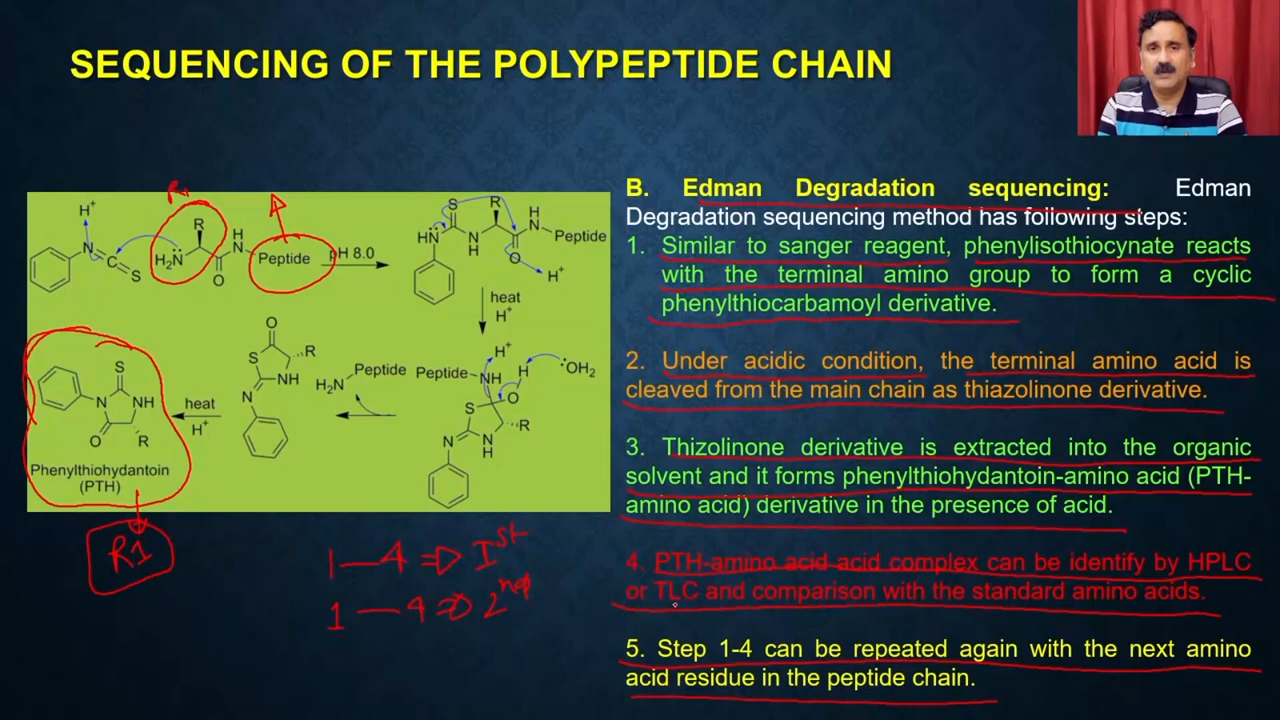 SEQUENCING OF THE POLYPEPTIDE CHAIN
B. Edman Degradation sequencing: Edman
Degradation sequencing method has following steps:
1. Similar to sanger reagent, phenylisothiocynate reacts
with the terminal amino group to form a cyclic
phenylthiocarbamoyl derivative.
2. Under acidic condition, the terminal amino acid is
cleaved from the main chain as thiazolinone derivative.
3. Thizolinone derivative is extracted into the organic
solvent and it forms phenylthiohydantoin-amino acid (PTH-
amino acid) derivative in the presence of acid.
4. PTH-amino acid acid complex can be identify by HPLC
or TLC and comparison with the standard amino acids.
5. Step 1-4 can be repeated again with the next amino
acid residue in the peptide chain.
H+
N
C
S
R1
R
H2N
H
N
O
Peptide
pH 8.0
S
R
H
N
HN
N
H
O
Peptide
H+
heat
H+
H+
H
:OH2
Peptide
NH
O
S
R
N
N
H
H2N
Peptide
O
S
R
NH
N
heat
H+
S
N
NH
O
R
Phenylthiohydantoin
(PTH)
R1
1—4 => Ist
1—4 => 2nd